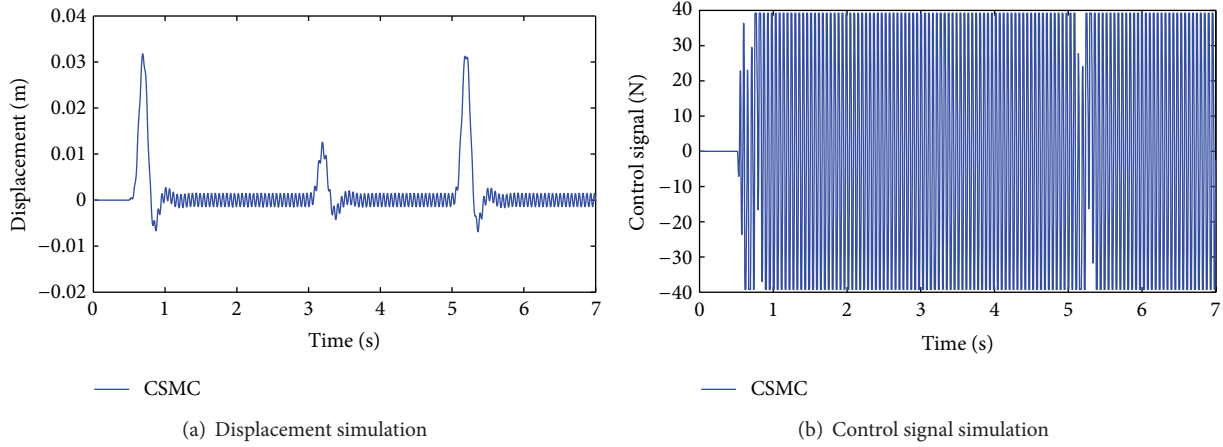 0.04
0.03
0.02
0.01
0
−0.01
−0.02
Displacement (m)
0 1 2 3 4 5 6 7
Time (s)
CSMC
(a) Displacement simulation
40
30
20
10
0
−10
−20
−30
−40
Control signal (N)
0 1 2 3 4 5 6 7
Time (s)
CSMC
(b) Control signal simulation